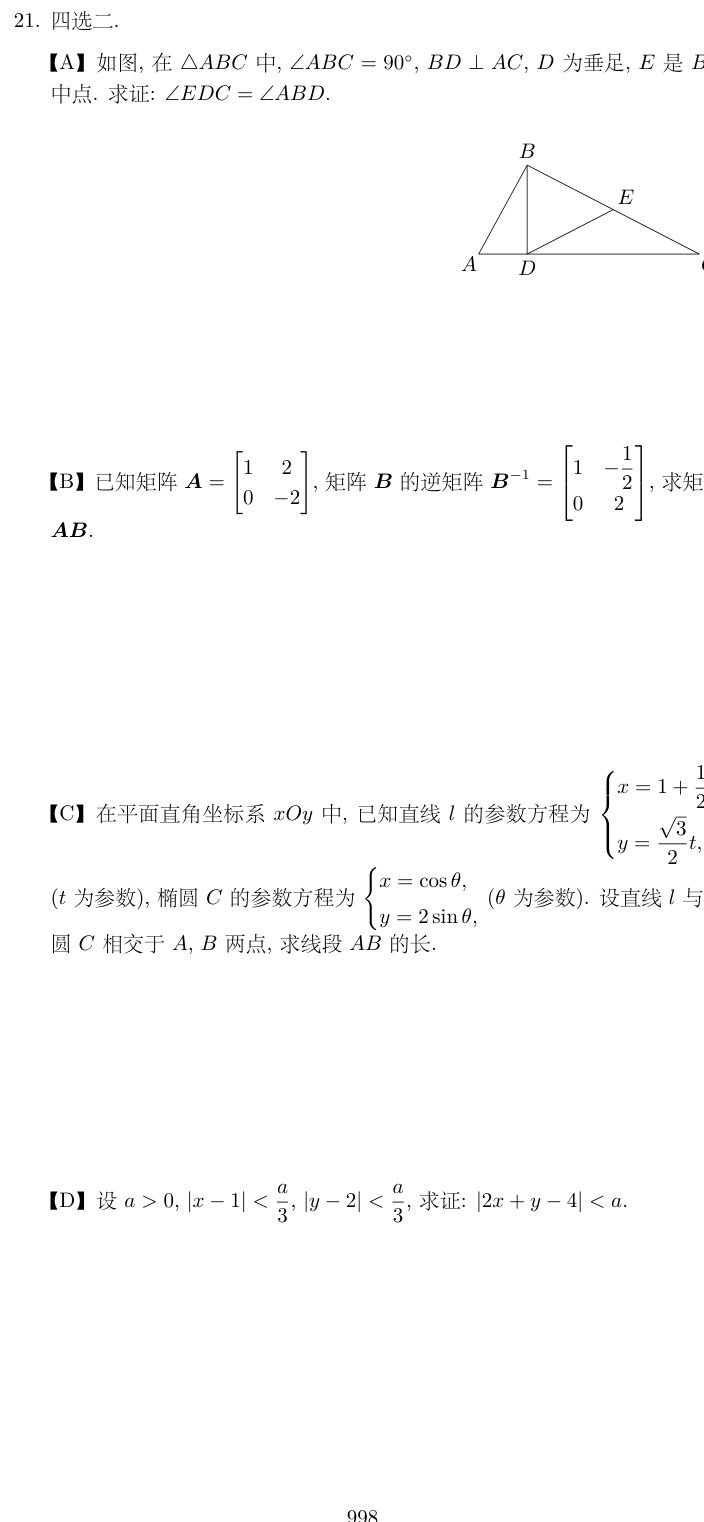 21. 四选二.
【A】如图, 在 △ABC 中, ∠ABC = 90°, BD ⊥ AC, D 为垂足, E 是 B
中点. 求证: ∠EDC = ∠ABD.
B
E
A
D
【B】已知矩阵 A = [1 2; 0 −2], 矩阵 B 的逆矩阵 B⁻¹ = [1 −1/2; 0 2], 求矩
AB.
【C】在平面直角坐标系 xOy 中, 已知直线 l 的参数方程为 { x = 1 + 1/2 y = √3/2 t,
(t 为参数), 椭圆 C 的参数方程为 { x = cos θ, y = 2 sin θ, (θ 为参数). 设直线 l 与
圆 C 相交于 A, B 两点, 求线段 AB 的长.
【D】设 a > 0, |x − 1| < a/3, |y − 2| < a/3, 求证: |2x + y − 4| < a.
998